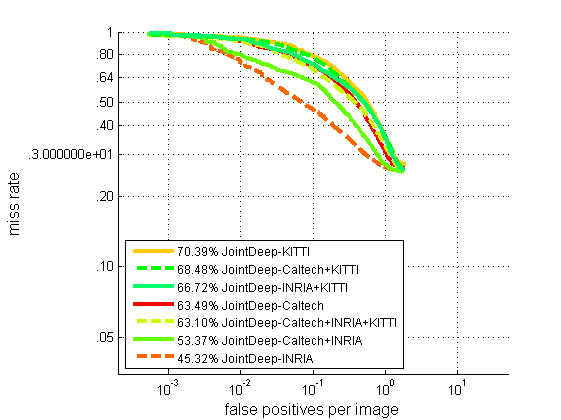 1
80
64
50
40
.3.000000e+01
20
.10
.05
miss rate
70.39% JointDeep-KITTI
68.48% JointDeep-Caltech+KITTI
66.72% JointDeep-INRIA+KITTI
63.49% JointDeep-Caltech
63.10% JointDeep-Caltech+INRIA+KITTI
53.37% JointDeep-Caltech+INRIA
45.32% JointDeep-INRIA
10-3 10-2 10-1 100 101
false positives per image